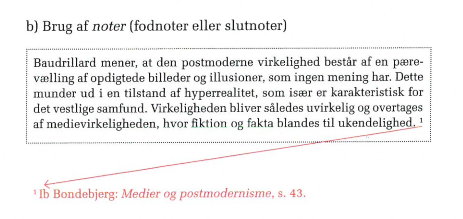 b) Brug af noter (fodnoter eller slutnoter)
Baudrillard mener, at den postmoderne virkelighed består af en pære-
vælling af opdigtede billeder og illusioner, som ingen mening har. Dette
munder ud i en tilstand af hyperrealitet, som især er karakteristisk for
det vestlige samfund. Virkeligheden bliver således uvirkelig og overtages
af medievirkeligheden, hvor fiktion og fakta blandes til ukendelighed. ¹
¹ Ib Bondebjerg: Medier og postmodernisme, s. 43.